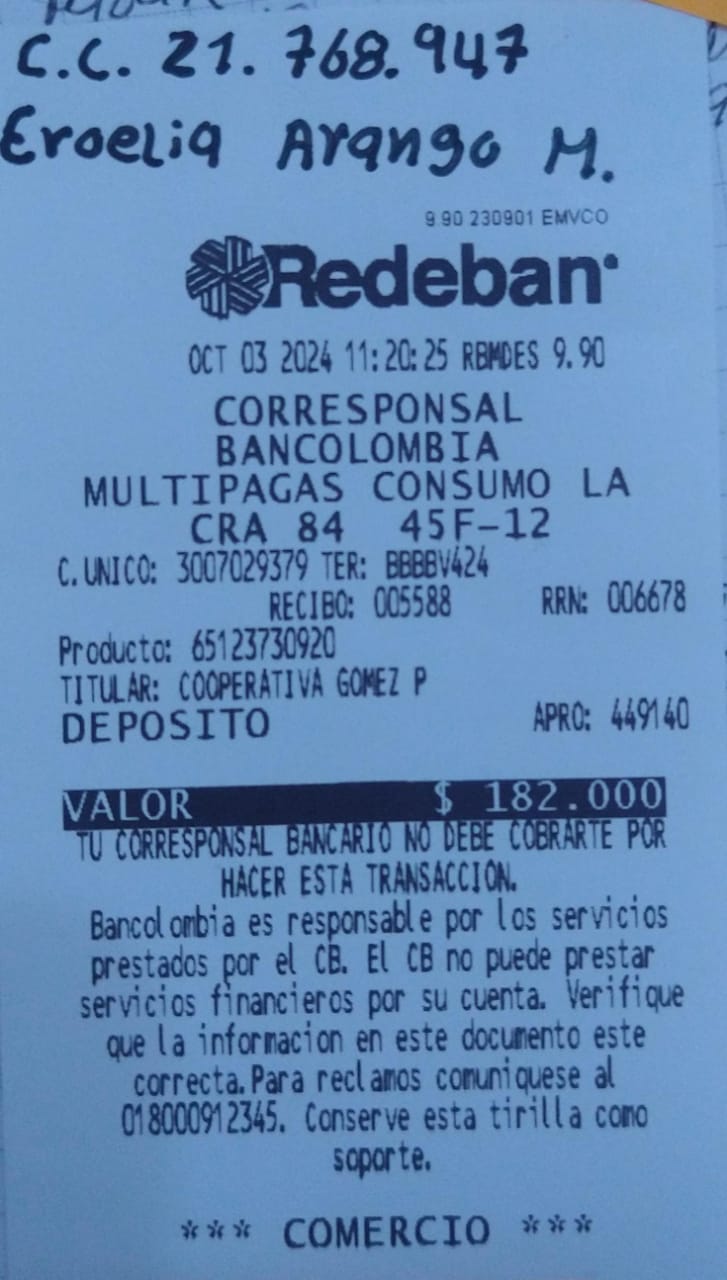 C.C. 21.768.947
Eroelia Arango M.
9.90 230901 EMVCO
Redeban
OCT 03 2024 11:20:25 RBMDES 9.90
CORRESPONSAL
BANCOLOMBIA
MULTIPAGAS CONSUMO LA
CRA 84 45F-12
C.UNICO: 3007029379 TER: BBBBV424
RECIBO: 005588 RRN: 006678
Producto: 65123730920
TITULAR: COOPERATIVA GOMEZ P
DEPOSITO APRO: 449140
VALOR $ 182.000
TU CORRESPONSAL BANCARIO NO DEBE COBRARTE POR
HACER ESTA TRANSACCION.
Bancolombia es responsable por los servicios
prestados por el CB. El CB no puede prestar
servicios financieros por su cuenta. Verifique
que la informacion en este documento este
correcta.Para reclamos comuniquese al
018000912345. Conserve esta tirilla como
soporte.
*** COMERCIO ***